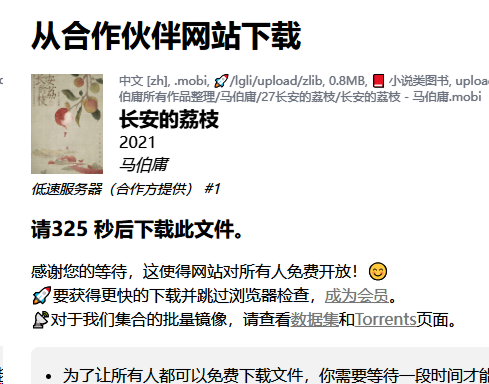 从合作伙伴网站下载
中文 [zh], .mobi, 🚀/lgli/upload/zlib, 0.8MB, 📕 小说类图书, upload
伯庸所有作品整理/马伯庸/27长安的荔枝/长安的荔枝 - 马伯庸.mobi
长安的荔枝
2021
马伯庸
低速服务器（合作方提供） #1
请325 秒后下载此文件。
感谢您的等待，这使得网站对所有人免费开放！😊
🚀要获得更快的下载并跳过浏览器检查，成为会员。
📡对于我们集合的批量镜像，请查看数据集和Torrents页面。
• 为了让所有人都可以免费下载文件，你需要等待一段时间才能